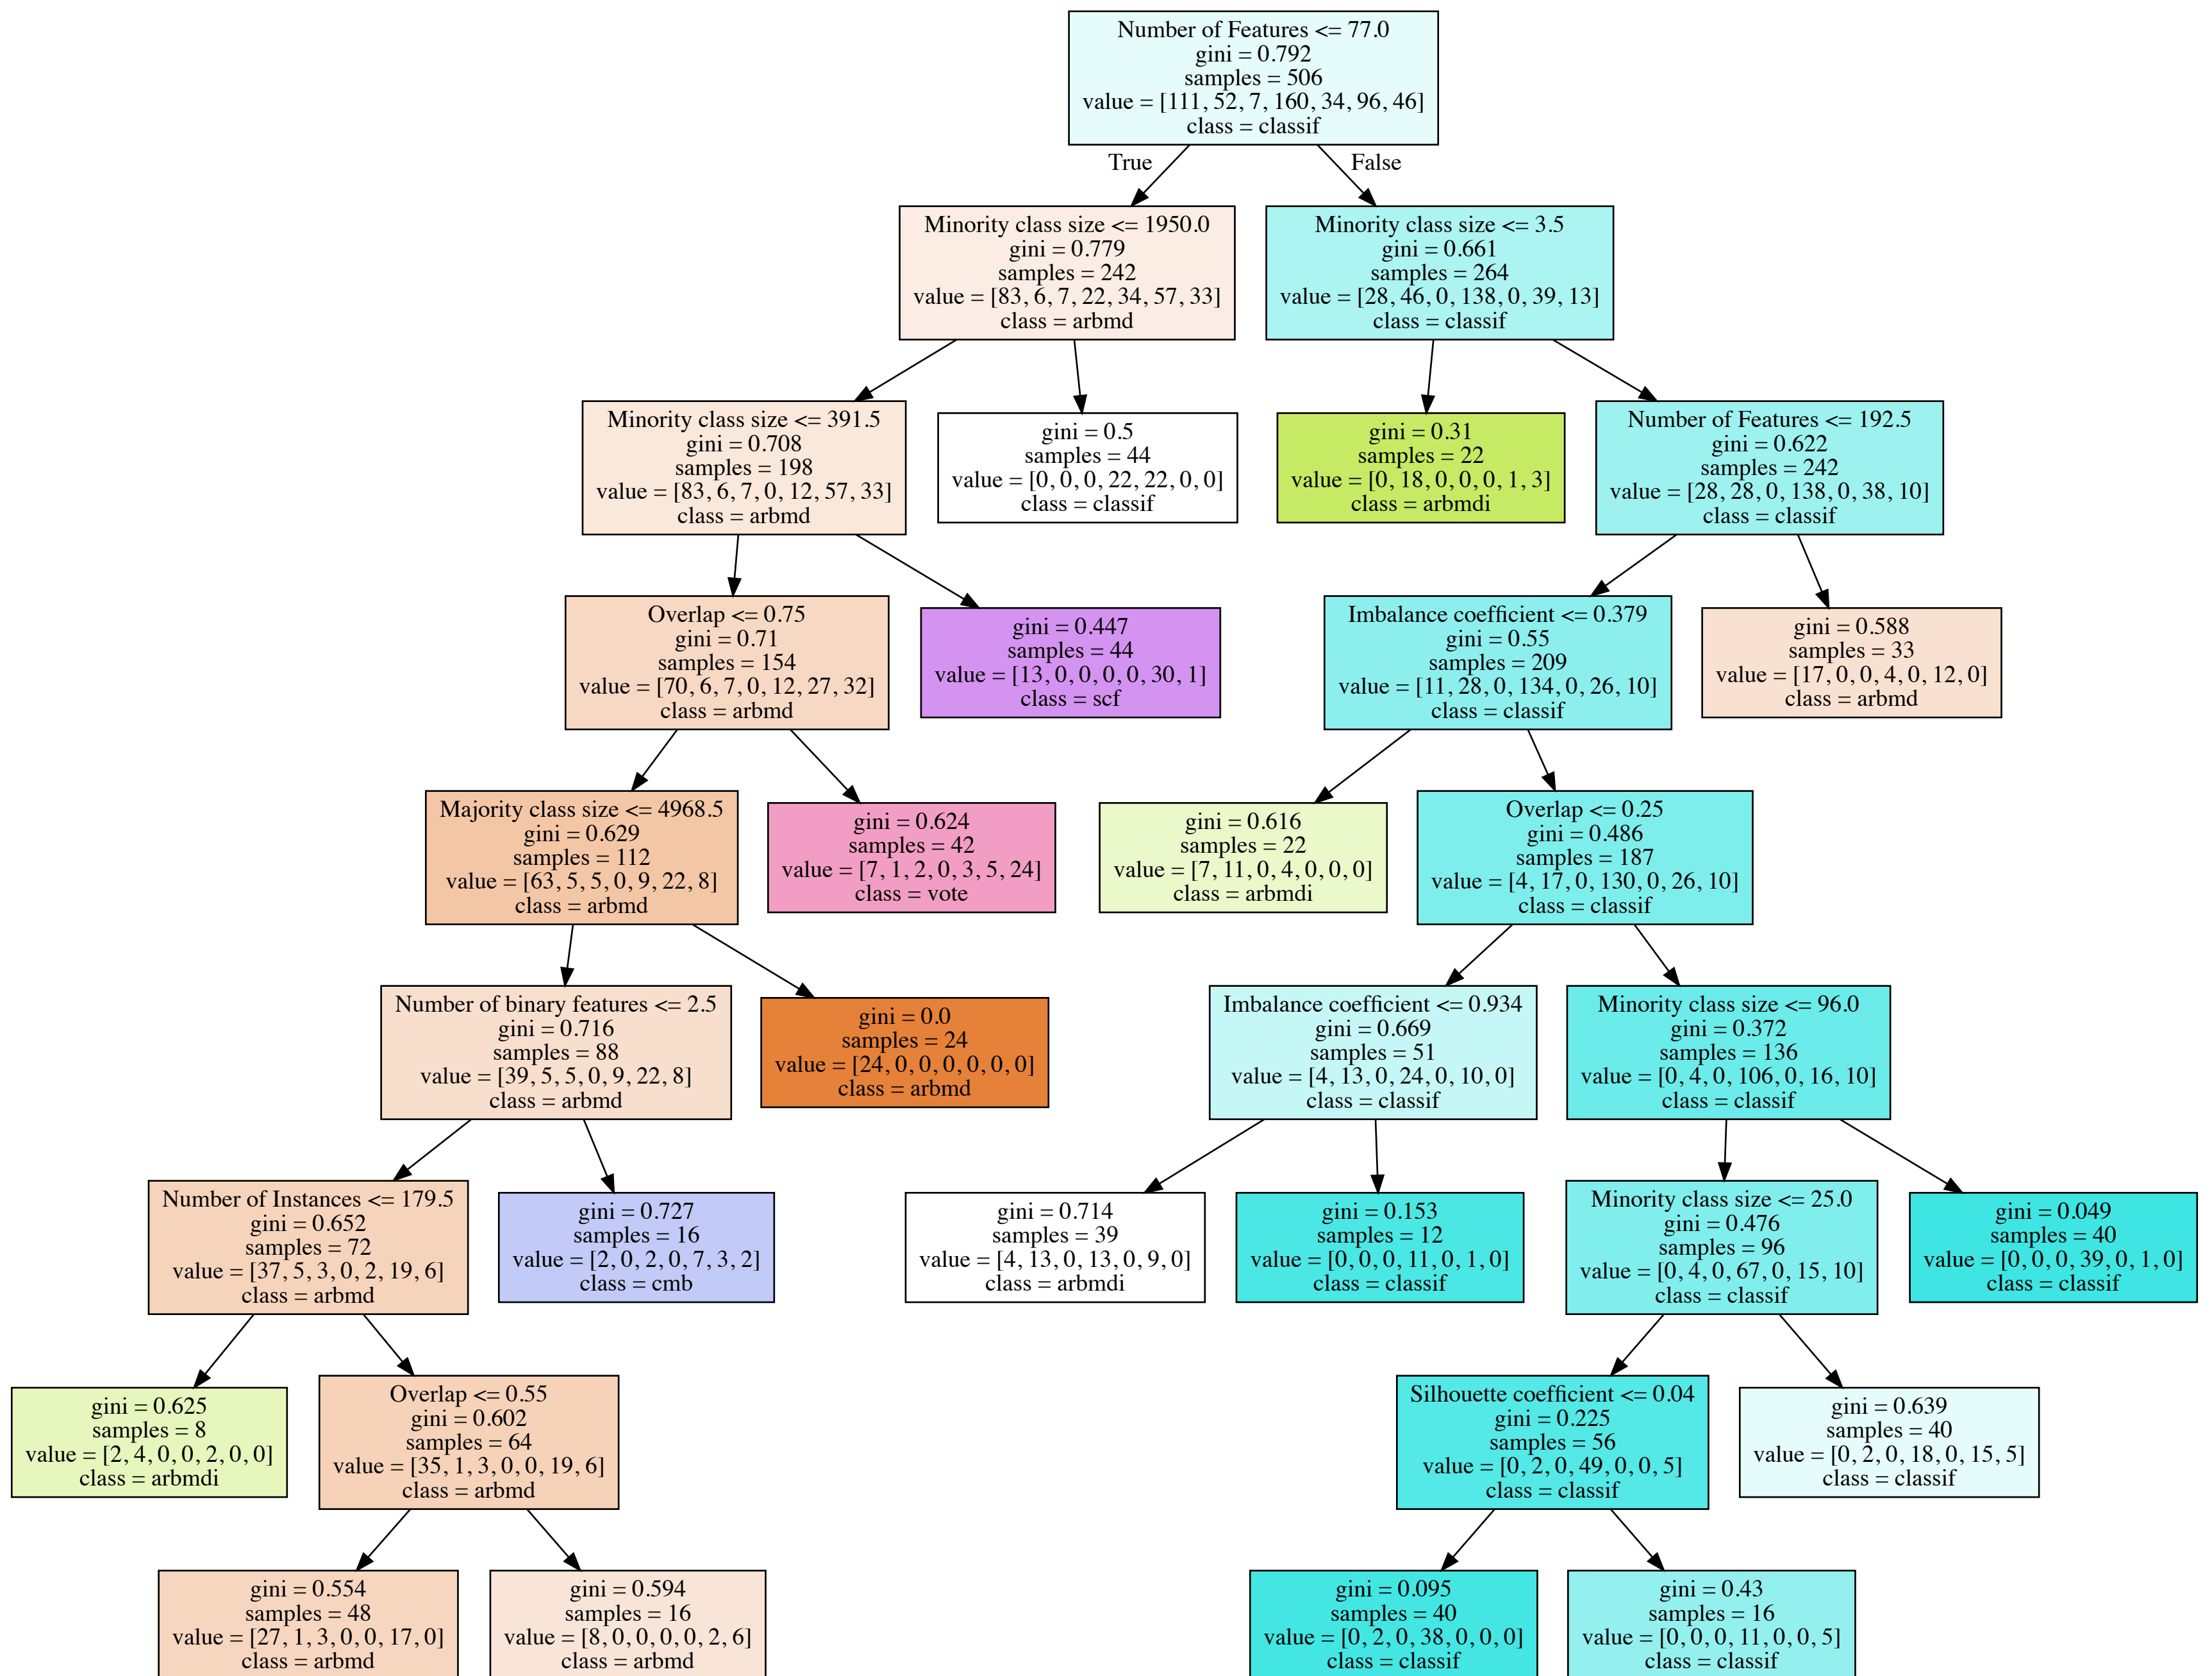 Number of Features <= 77.0
gini = 0.792
samples = 506
value = [111, 52, 7, 160, 34, 96, 46]
class = classif
True
False
Minority class size <= 1950.0
gini = 0.779
samples = 242
value = [83, 6, 7, 22, 34, 57, 33]
class = arbmd
Minority class size <= 3.5
gini = 0.661
samples = 264
value = [28, 46, 0, 138, 0, 39, 13]
class = classif
Minority class size <= 391.5
gini = 0.708
samples = 198
value = [83, 6, 7, 0, 12, 57, 33]
class = arbmd
gini = 0.5
samples = 44
value = [0, 0, 0, 22, 22, 0, 0]
class = classif
gini = 0.31
samples = 22
value = [0, 18, 0, 0, 0, 1, 3]
class = arbmdi
Number of Features <= 192.5
gini = 0.622
samples = 242
value = [28, 28, 0, 138, 0, 38, 10]
class = classif
Overlap <= 0.75
gini = 0.71
samples = 154
value = [70, 6, 7, 0, 12, 27, 32]
class = arbmd
gini = 0.447
samples = 44
value = [13, 0, 0, 0, 0, 30, 1]
class = scf
Imbalance coefficient <= 0.379
gini = 0.55
samples = 209
value = [11, 28, 0, 134, 0, 26, 10]
class = classif
gini = 0.588
samples = 33
value = [17, 0, 0, 4, 0, 12, 0]
class = arbmd
Majority class size <= 4968.5
gini = 0.629
samples = 112
value = [63, 5, 5, 0, 9, 22, 8]
class = arbmd
gini = 0.624
samples = 42
value = [7, 1, 2, 0, 3, 5, 24]
class = vote
gini = 0.616
samples = 22
value = [7, 11, 0, 4, 0, 0, 0]
class = arbmdi
Overlap <= 0.25
gini = 0.486
samples = 187
value = [4, 17, 0, 130, 0, 26, 10]
class = classif
Number of binary features <= 2.5
gini = 0.716
samples = 88
value = [39, 5, 5, 0, 9, 22, 8]
class = arbmd
gini = 0.0
samples = 24
value = [24, 0, 0, 0, 0, 0, 0]
class = arbmd
Imbalance coefficient <= 0.934
gini = 0.669
samples = 51
value = [4, 13, 0, 24, 0, 10, 0]
class = classif
Minority class size <= 96.0
gini = 0.372
samples = 136
value = [0, 4, 0, 106, 0, 16, 10]
class = classif
Number of Instances <= 179.5
gini = 0.652
samples = 72
value = [37, 5, 3, 0, 2, 19, 6]
class = arbmd
gini = 0.727
samples = 16
value = [2, 0, 2, 0, 7, 3, 2]
class = cmb
gini = 0.714
samples = 39
value = [4, 13, 0, 13, 0, 9, 0]
class = arbmdi
gini = 0.153
samples = 12
value = [0, 0, 0, 11, 0, 1, 0]
class = classif
Minority class size <= 25.0
gini = 0.476
samples = 96
value = [0, 4, 0, 67, 0, 15, 10]
class = classif
gini = 0.049
samples = 40
value = [0, 0, 0, 39, 0, 1, 0]
class = classif
gini = 0.625
samples = 8
value = [2, 4, 0, 0, 2, 0, 0]
class = arbmdi
Overlap <= 0.55
gini = 0.602
samples = 64
value = [35, 1, 3, 0, 0, 19, 6]
class = arbmd
Silhouette coefficient <= 0.04
gini = 0.225
samples = 56
value = [0, 2, 0, 49, 0, 0, 5]
class = classif
gini = 0.639
samples = 40
value = [0, 2, 0, 18, 0, 15, 5]
class = classif
gini = 0.554
samples = 48
value = [27, 1, 3, 0, 0, 17, 0]
class = arbmd
gini = 0.594
samples = 16
value = [8, 0, 0, 0, 0, 2, 6]
class = arbmd
gini = 0.095
samples = 40
value = [0, 2, 0, 38, 0, 0, 0]
class = classif
gini = 0.43
samples = 16
value = [0, 0, 0, 11, 0, 0, 5]
class = classif